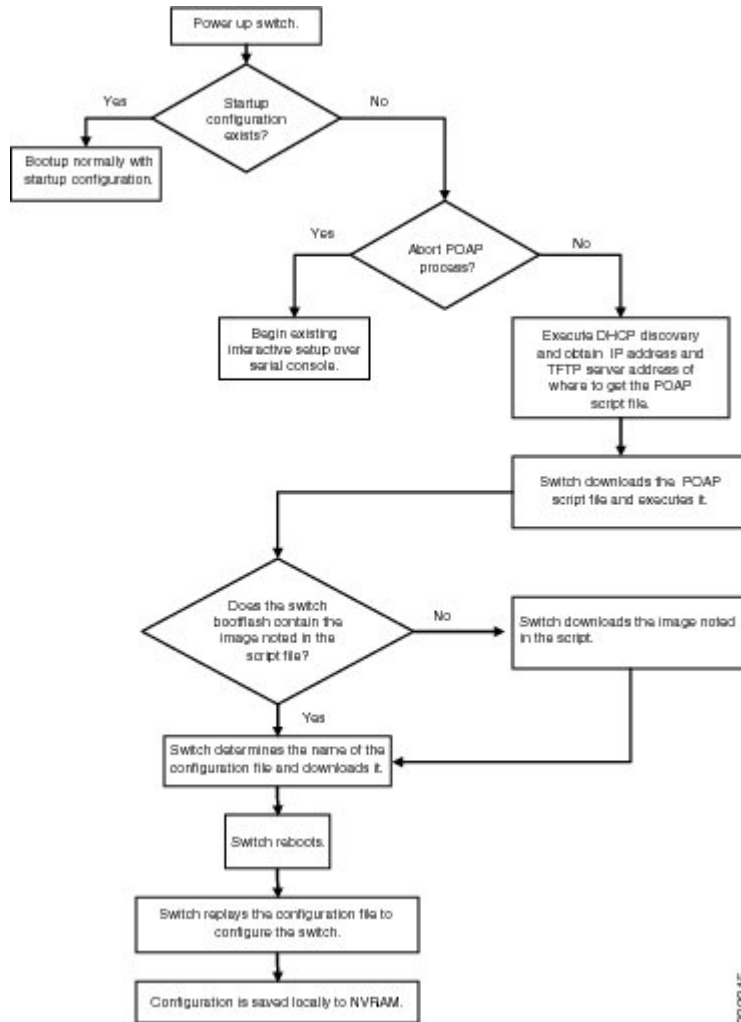 Power up switch.
Yes
No
Startup
configuration
exists?
Bootup normally with
startup configuration.
Yes
No
Abort POAP
process?
Begin existing
interactive setup over
serial console.
Execute DHCP discovery
and obtain IP address and
TFTP server address of
where to get the POAP
script file.
Switch downloads the POAP
script file and executes it.
Does the switch
bootflash contain the
image noted in the
script file?
No
Switch downloads the image noted
in the script.
Yes
Switch determines the name of the
configuration file and downloads it.
Switch reboots.
Switch replays the configuration file to
configure the switch.
Configuration is saved locally to NVRAM.